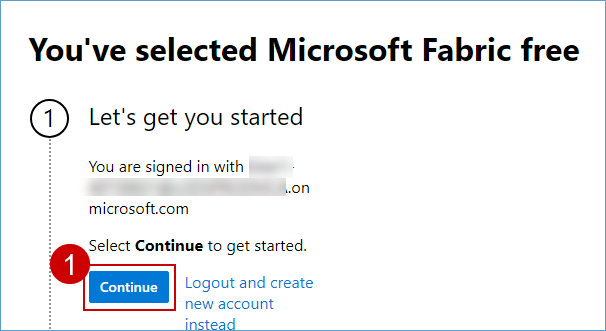 You've selected Microsoft Fabric free
1
Let's get you started
You are signed in with
.on
microsoft.com
Select Continue to get started.
1
Continue
Logout and create
new account
instead